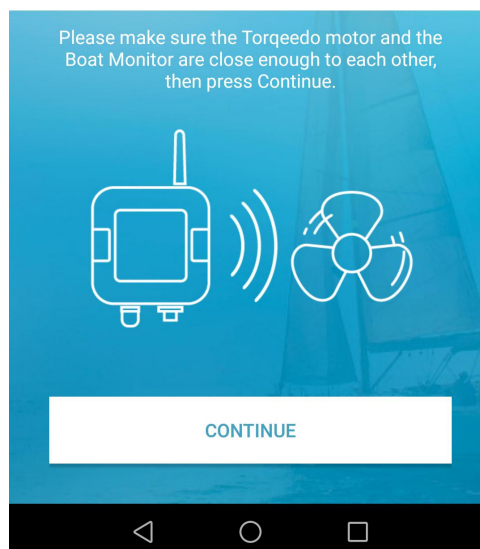 Please make sure the Torqeedo motor and the
Boat Monitor are close enough to each other,
then press Continue.
CONTINUE